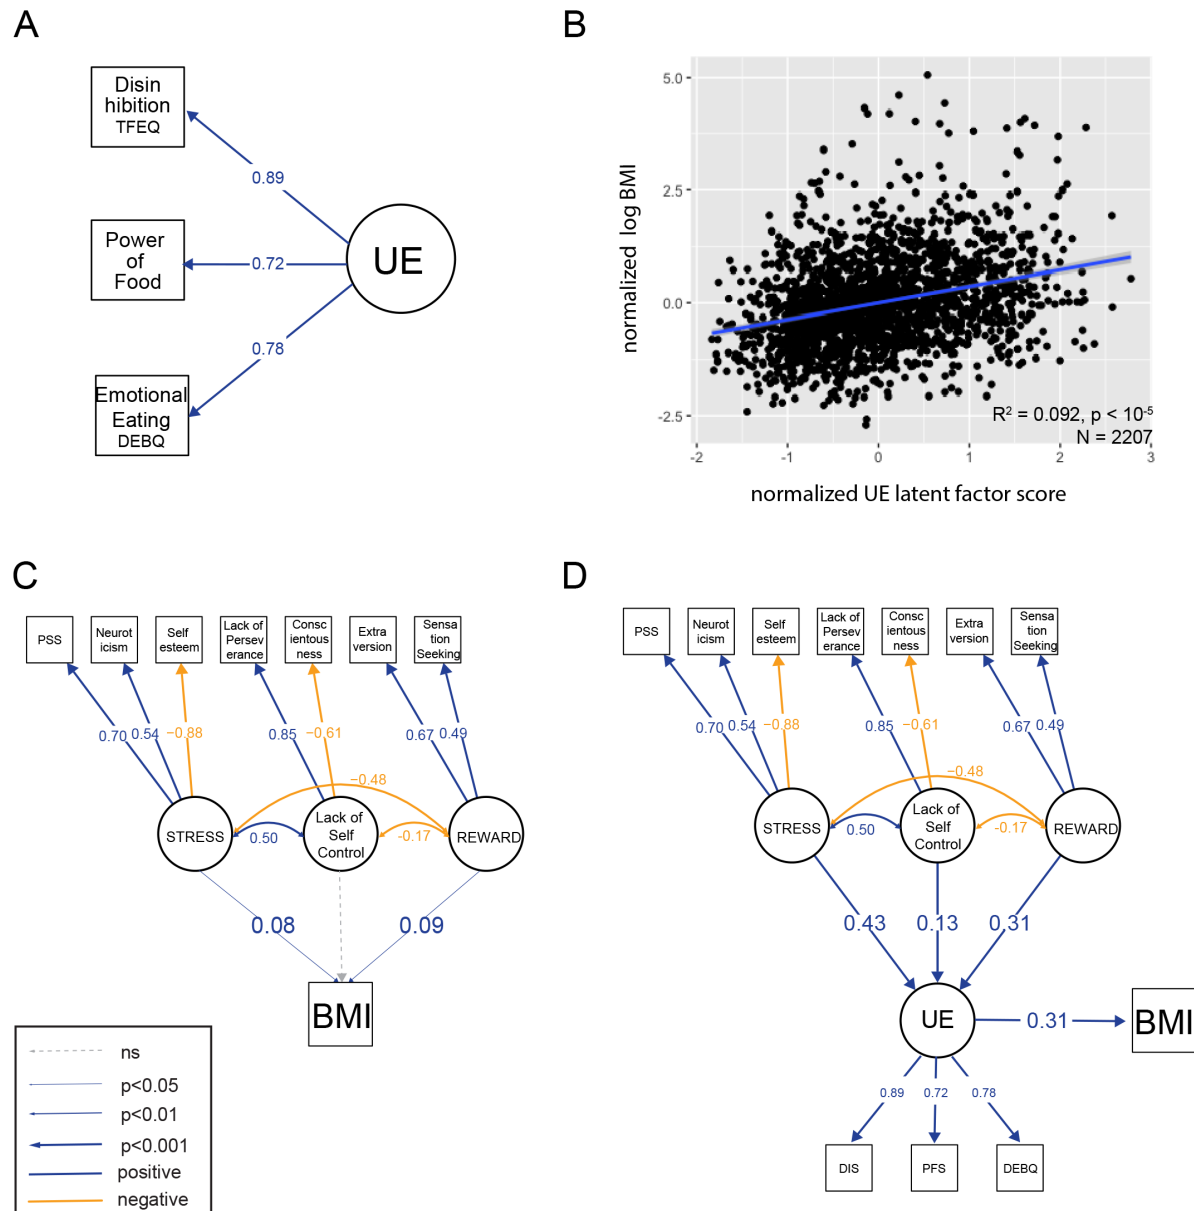 A
Disin
hibition
TFEQ
0.89
Power
of
Food
0.72
UE
0.78
Emotional
Eating
DEBQ
B
normalized log BMI
5.0
2.5
0.0
-2.5
R² = 0.092, p < 10⁻⁵
N = 2207
-2 -1 0 1 2 3
normalized UE latent factor score
C
PSS
Neurot
icism
Self
esteem
Lack of
Persev
erance
Consc
ientous
ness
Extra
version
Sensa
tion
Seeking
0.70 0.54 −0.88 0.85 −0.61 0.67 0.49
−0.48
STRESS
0.50
Lack of
Self
Control
-0.17
REWARD
0.08 0.09
BMI
ns
p<0.05
p<0.01
p<0.001
positive
negative
D
PSS
Neurot
icism
Self
esteem
Lack of
Persev
erance
Consc
ientous
ness
Extra
version
Sensa
tion
Seeking
0.70 0.54 −0.88 0.85 −0.61 0.67 0.49
−0.48
STRESS
0.50
Lack of
Self
Control
-0.17
REWARD
0.43 0.13 0.31
UE
0.31
BMI
0.89 0.72 0.78
DIS
PFS
DEBQ